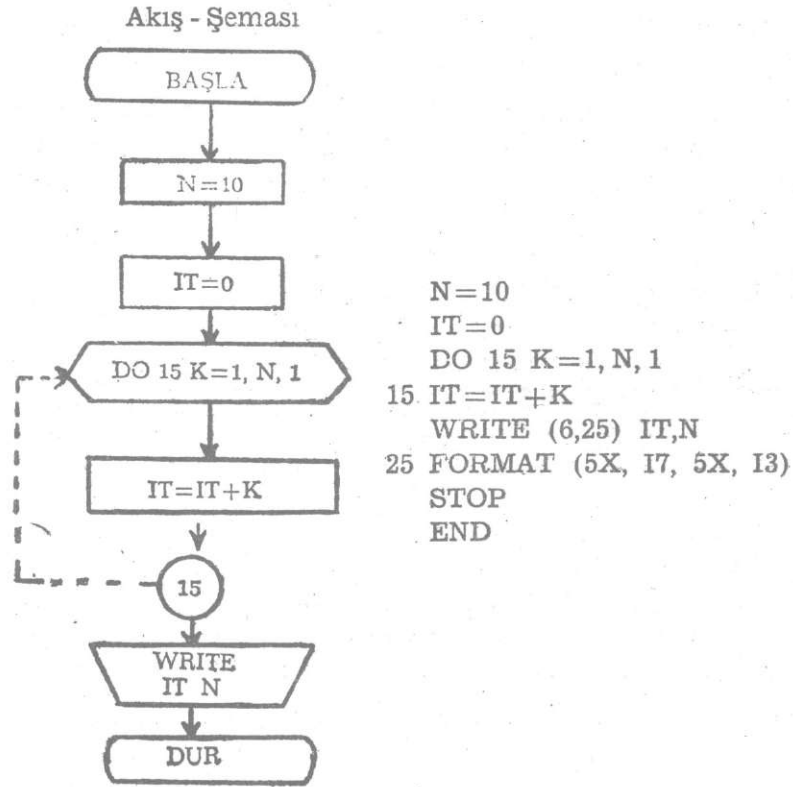 Akış - Şeması
BAŞLA
N=10
IT=0
DO 15 K=1, N, 1
IT=IT+K
15
WRITE
IT N
DUR
N=10
IT=0
DO 15 K=1, N, 1
15 IT=IT+K
WRITE (6,25) IT,N
25 FORMAT (5X, I7, 5X, I3)
STOP
END